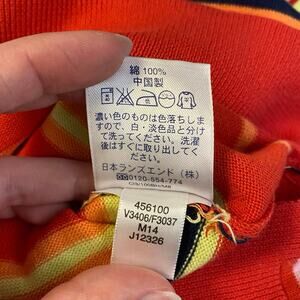 綿 100%
中国製
濃い色のものは色落ちしま
すので、白・淡色品と分け
て洗ってください。洗濯
後はすぐに取り出してくだ
さい。
日本ランズエンド(株)
0120-554-774
456100
V3406/F3037
M14
J12326